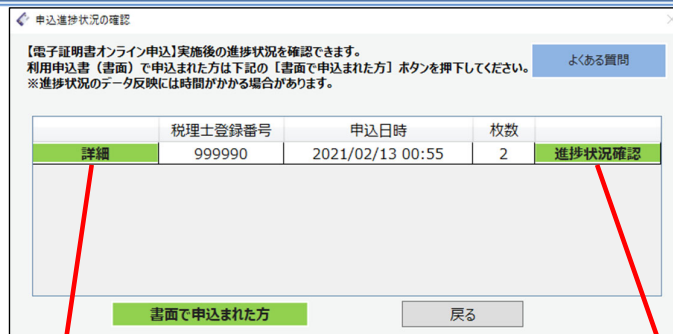 申込進捗状況の確認
【電子証明書オンライン申込】実施後の進捗状況を確認できます。
利用申込書（書面）で申込まれた方は下記の［書面で申込まれた方］ボタンを押下してください。
※進捗状況のデータ反映には時間がかかる場合があります。
よくある質問
税理士登録番号 申込日時 枚数
詳細 999990 2021/02/13 00:55 2 進捗状況確認
書面で申込まれた方 戻る